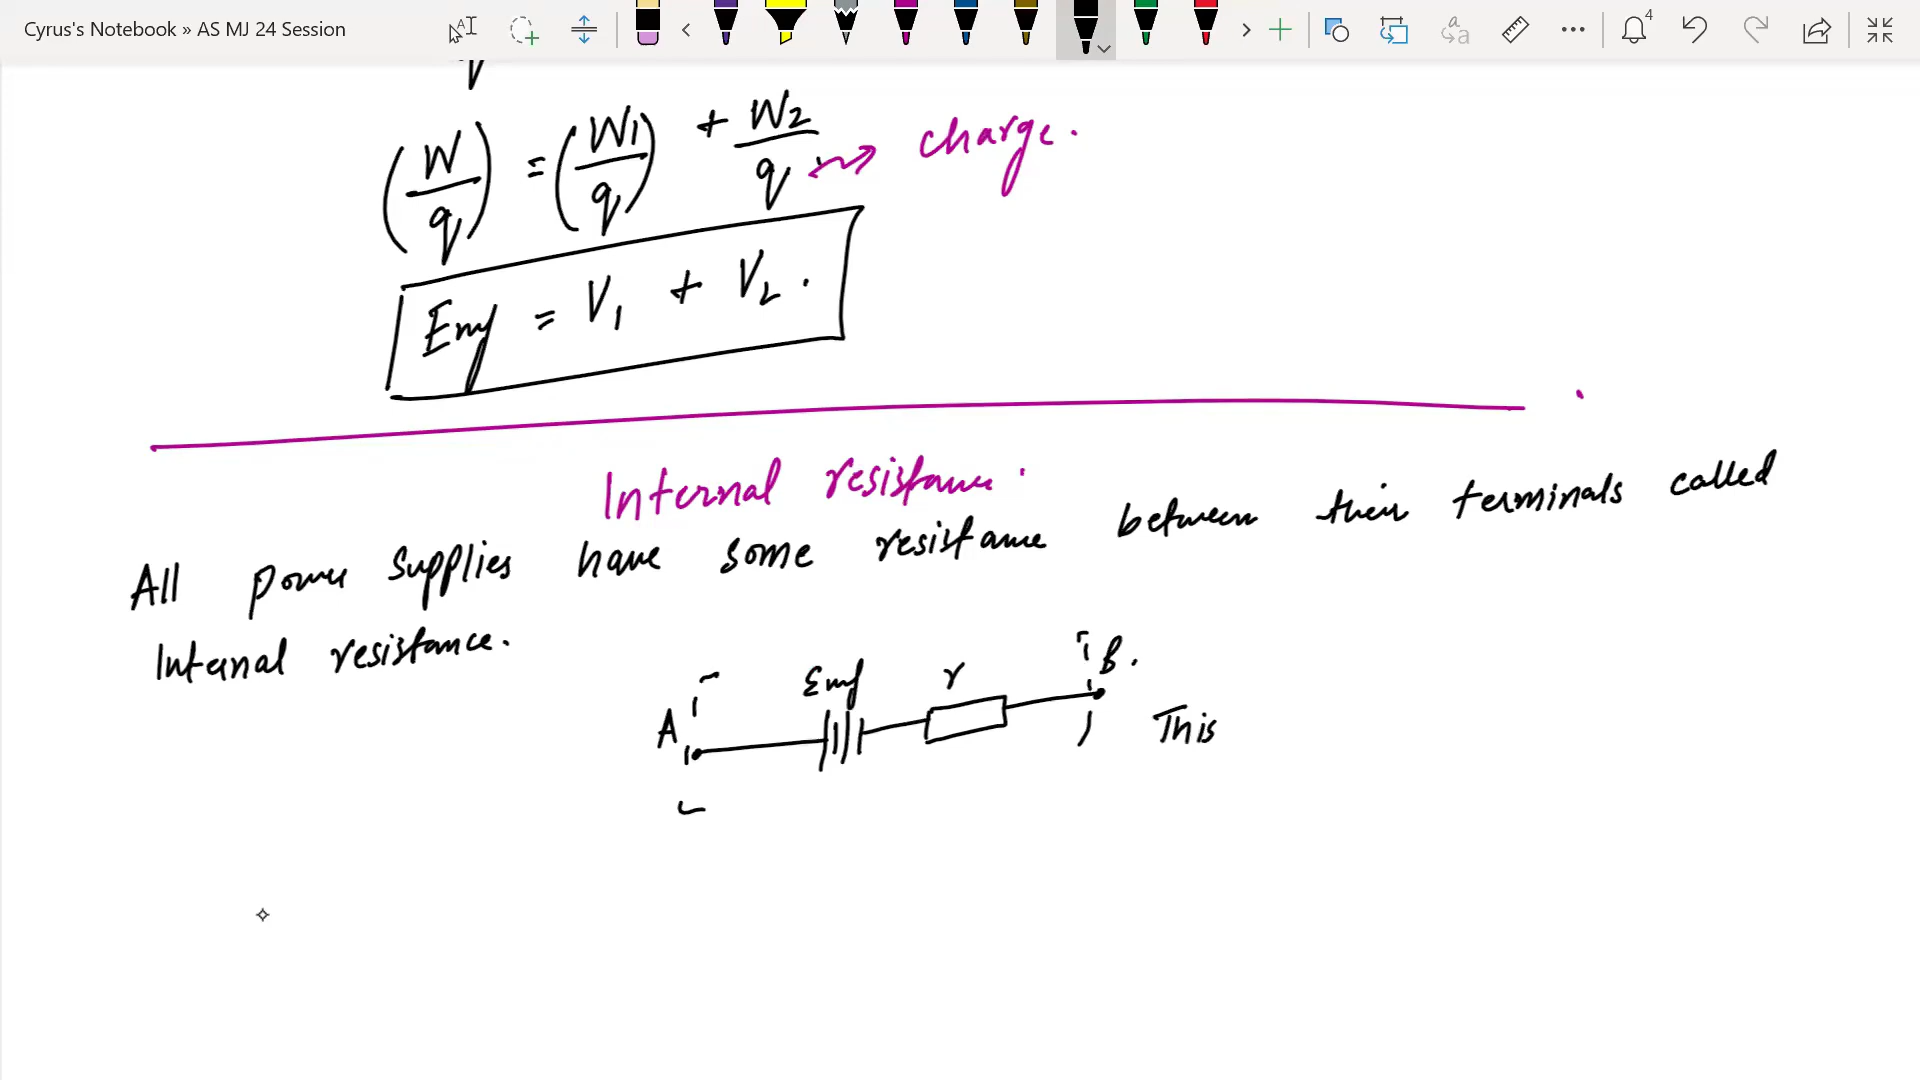 Cyrus's Notebook » AS MJ 24 Session
4
q
(W/q) = (W1/q) + W2/q → charge.
Emf = V1 + V2.
Internal resistance.
All power supplies have some resistance between their terminals called
Internal resistance.
A Emf r B.
This